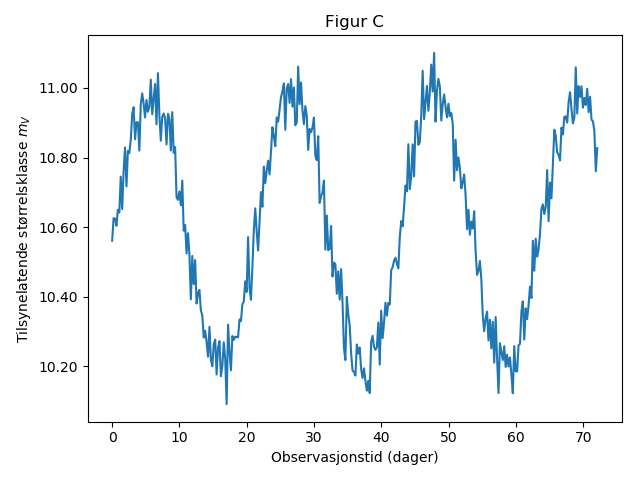 Figur C
Tilsynelatende størrelsklasse $m_V$
11.00
10.80
10.60
10.40
10.20
0 10 20 30 40 50 60 70
Observasjonstid (dager)